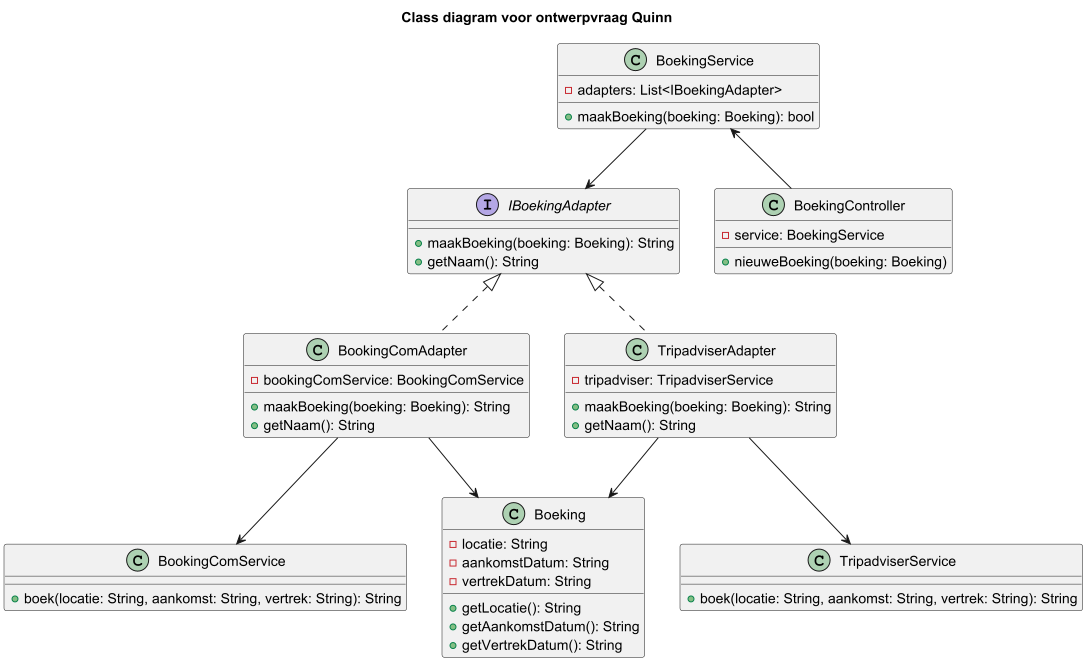 Class diagram voor ontwerpvraag Quinn
C BoekingService
adapters: List<IBoekingAdapter>
maakBoeking(boeking: Boeking): bool
I IBoekingAdapter
maakBoeking(boeking: Boeking): String
getNaam(): String
C BoekingController
service: BoekingService
nieuweBoeking(boeking: Boeking)
C BookingComAdapter
bookingComService: BookingComService
maakBoeking(boeking: Boeking): String
getNaam(): String
C TripadviserAdapter
tripadviser: TripadviserService
maakBoeking(boeking: Boeking): String
getNaam(): String
C BookingComService
boek(locatie: String, aankomst: String, vertrek: String): String
C Boeking
locatie: String
aankomstDatum: String
vertrekDatum: String
getLocatie(): String
getAankomstDatum(): String
getVertrekDatum(): String
C TripadviserService
boek(locatie: String, aankomst: String, vertrek: String): String